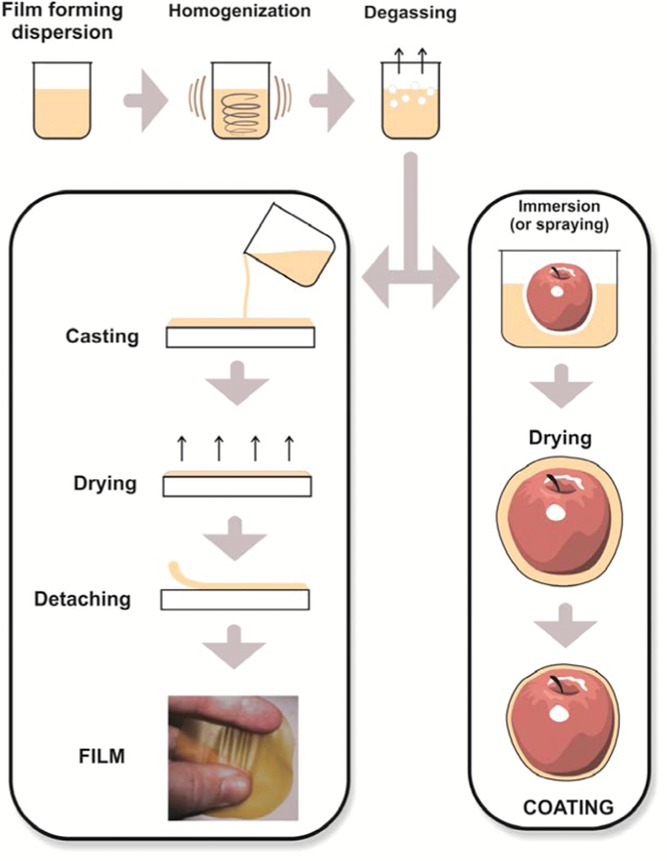 Film forming
dispersion
Homogenization
Degassing
Casting
Drying
Detaching
FILM
Immersion
(or spraying)
Drying
COATING